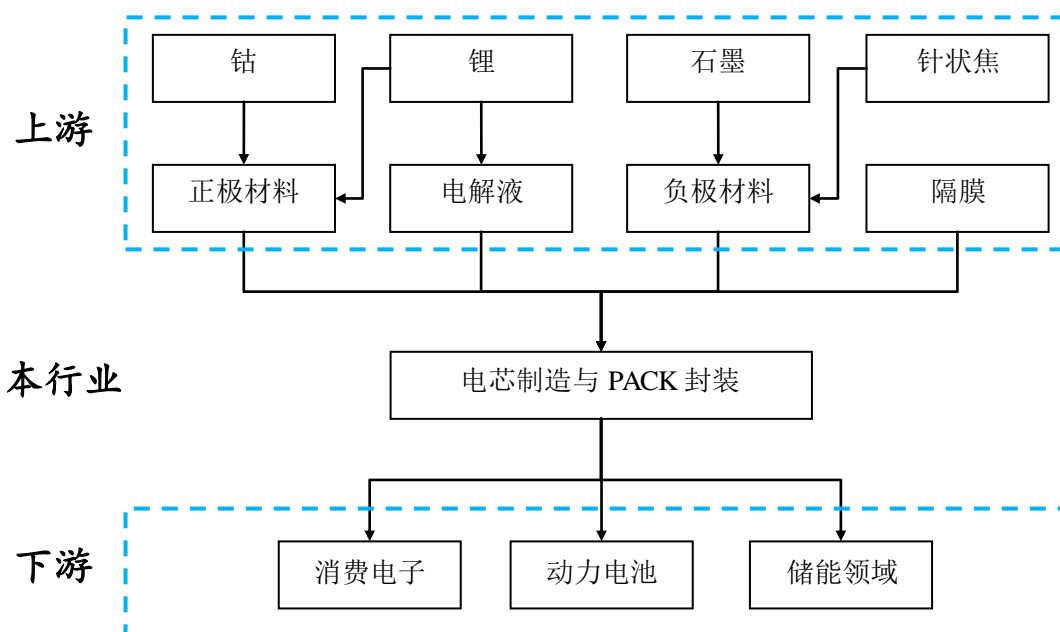 钴
锂
石墨
针状焦
上游
正极材料
电解液
负极材料
隔膜
本行业
电芯制造与 PACK 封装
下游
消费电子
动力电池
储能领域